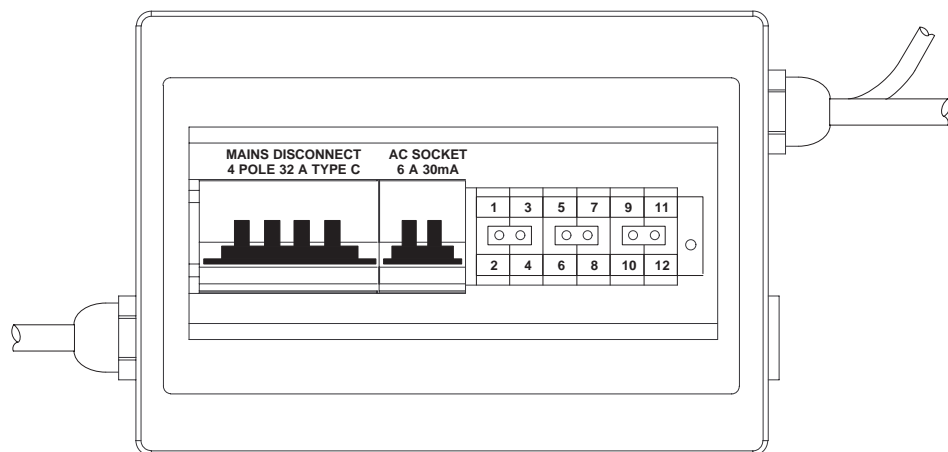 MAINS DISCONNECT
4 POLE 32 A TYPE C
AC SOCKET
6 A 30mA
1 3 5 7 9 11
2 4 6 8 10 12